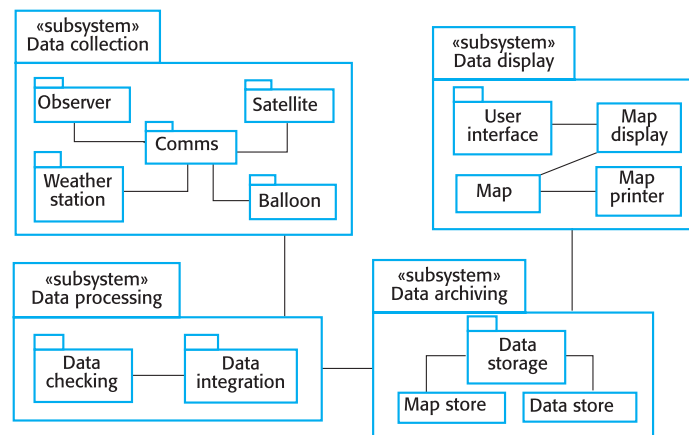 «subsystem»
Data collection
Observer
Satellite
Comms
Weather
station
Balloon
«subsystem»
Data display
User
interface
Map
display
Map
Map
printer
«subsystem»
Data processing
Data
checking
Data
integration
«subsystem»
Data archiving
Data
storage
Map store
Data store